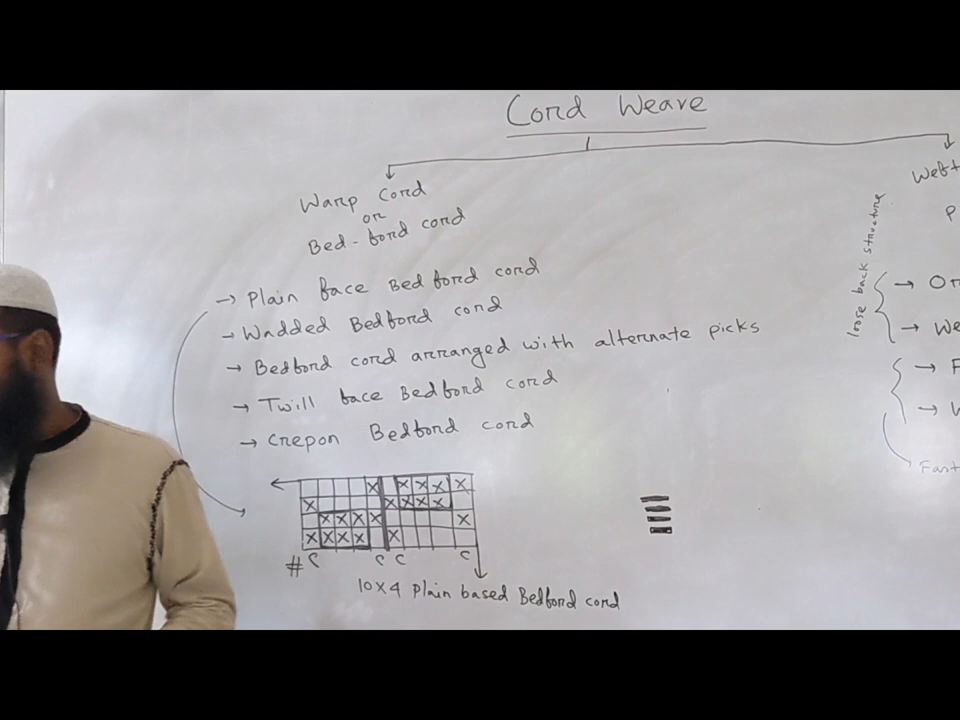 Cord Weave
Warp Cord
or
Bed-ford cord
→ Plain face Bedford cord
→ Wadded Bedford cord
→ Bedford cord arranged with alternate picks
→ Twill face Bedford cord
→ Crepon Bedford cord
X X X X X
X X X X X
X X X X X
X X X X X
# C C C C
10X4 Plain based Bedford cord
Weft
P
loose back structure
→ Or
→ We
→ F
→ W
Fast